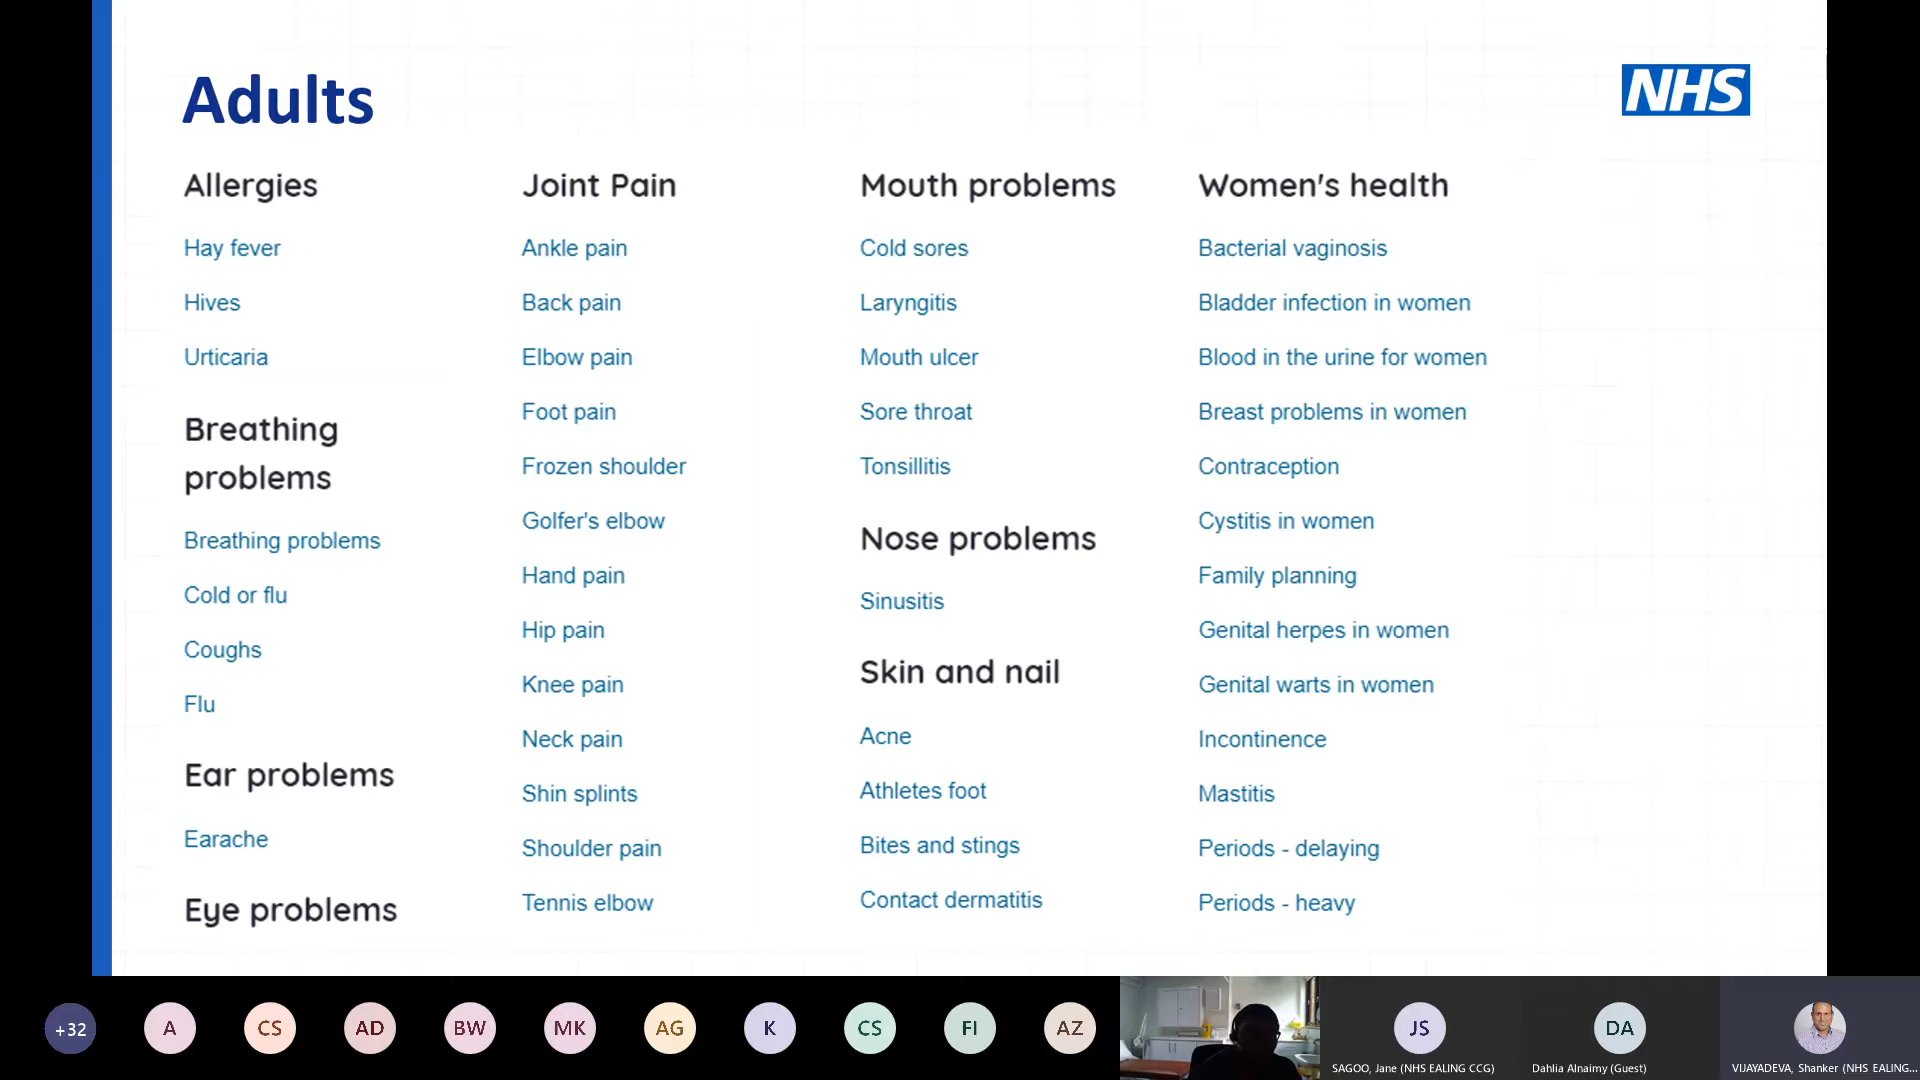 Adults
NHS
Allergies
Hay fever
Hives
Urticaria
Breathing
problems
Breathing problems
Cold or flu
Coughs
Flu
Ear problems
Earache
Eye problems
Joint Pain
Ankle pain
Back pain
Elbow pain
Foot pain
Frozen shoulder
Golfer's elbow
Hand pain
Hip pain
Knee pain
Neck pain
Shin splints
Shoulder pain
Tennis elbow
Mouth problems
Cold sores
Laryngitis
Mouth ulcer
Sore throat
Tonsillitis
Nose problems
Sinusitis
Skin and nail
Acne
Athletes foot
Bites and stings
Contact dermatitis
Women's health
Bacterial vaginosis
Bladder infection in women
Blood in the urine for women
Breast problems in women
Contraception
Cystitis in women
Family planning
Genital herpes in women
Genital warts in women
Incontinence
Mastitis
Periods - delaying
Periods - heavy
+32
A
CS
AD
BW
MK
AG
K
CS
FI
AZ
JS
SAGOO, Jane (NHS EALING CCG)
DA
Dahlia Alnaimy (Guest)
VIJAYADEVA, Shanker (NHS EALING...